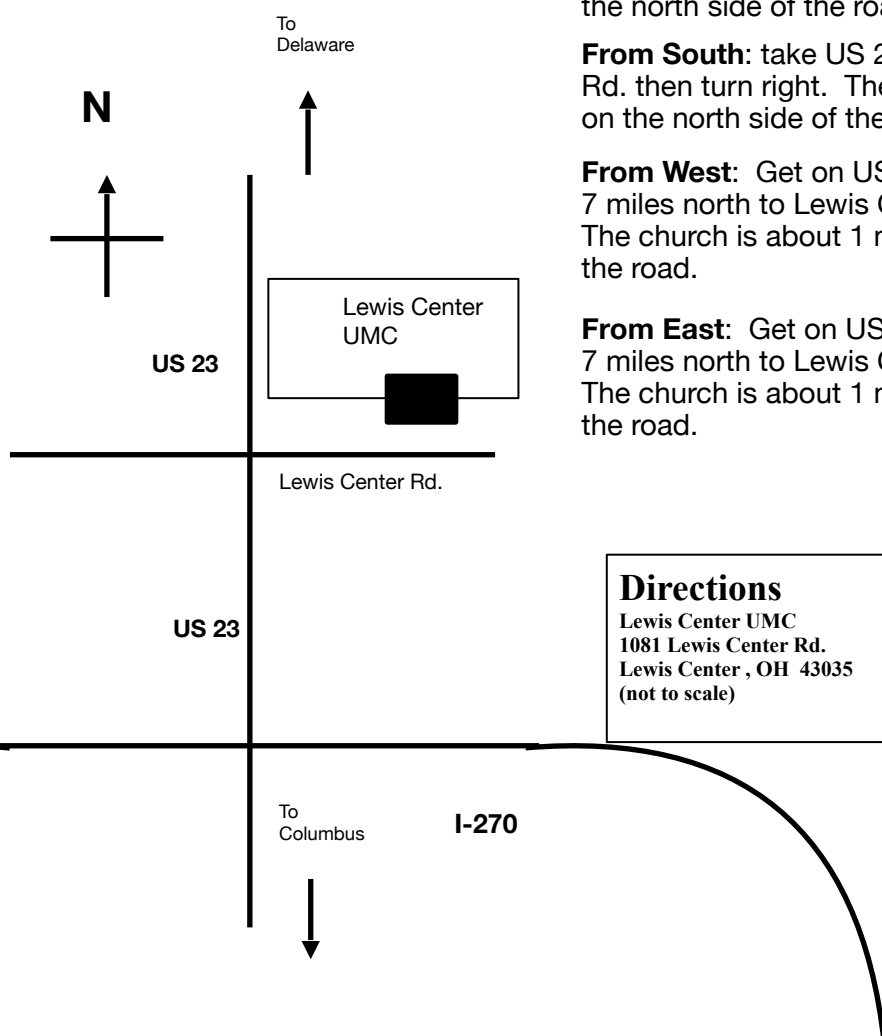 To
Delaware
N
Lewis Center
UMC
US 23
Lewis Center Rd.
US 23
To
Columbus
I-270
the north side of the
From South: take US
Rd. then turn right. The
on the north side of the
From West: Get on
7 miles north to Lewis
The church is about 1
the road.
From East: Get on
7 miles north to Lewis
The church is about 1
the road.
Directions
Lewis Center UMC
1081 Lewis Center Rd.
Lewis Center , OH 43035
(not to scale)